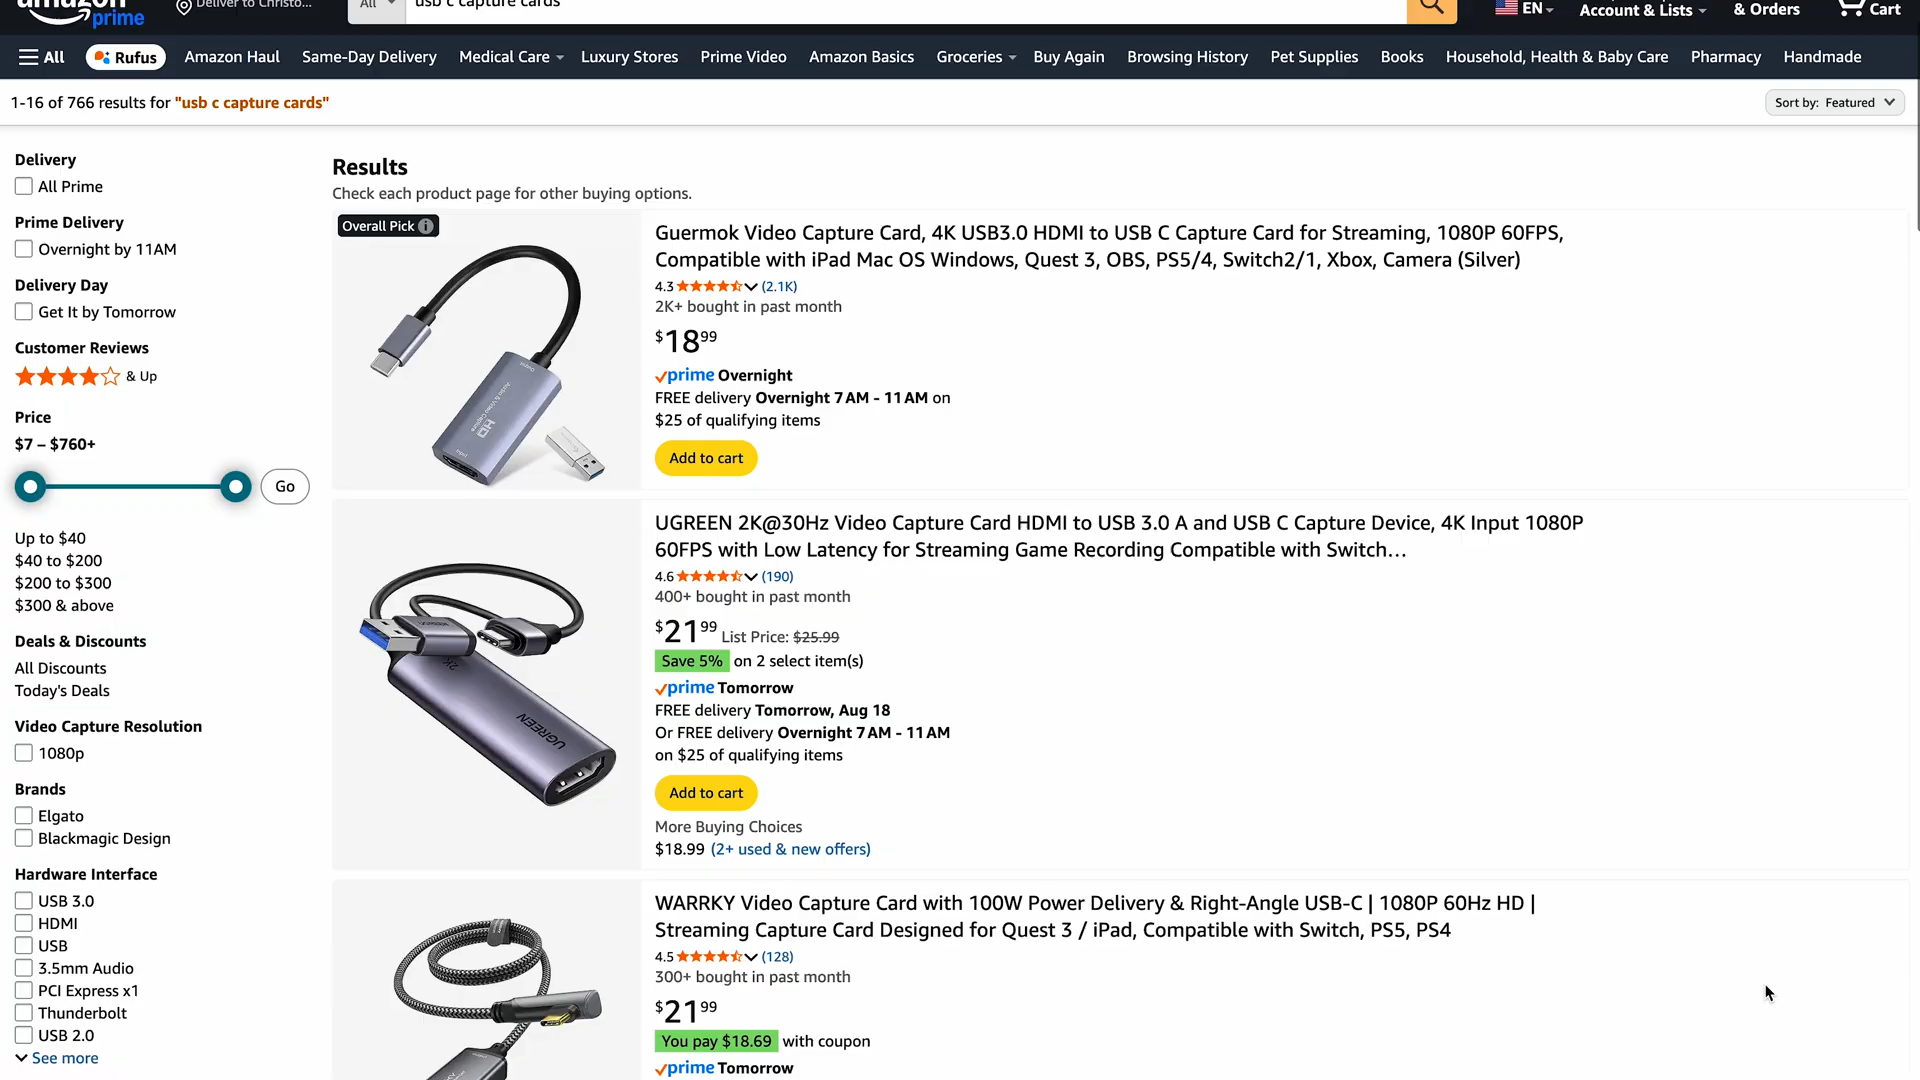 amazon
prime
Deliver to Christo...
All
usb c capture cards
EN
Account & Lists
& Orders
Cart
All
Rufus
Amazon Haul
Same-Day Delivery
Medical Care
Luxury Stores
Prime Video
Amazon Basics
Groceries
Buy Again
Browsing History
Pet Supplies
Books
Household, Health & Baby Care
Pharmacy
Handmade
1-16 of 766 results for "usb c capture cards"
Sort by: Featured
Delivery
All Prime
Prime Delivery
Overnight by 11AM
Delivery Day
Get It by Tomorrow
Customer Reviews
& Up
Price
$7 – $760+
Go
Up to $40
$40 to $200
$200 to $300
$300 & above
Deals & Discounts
All Discounts
Today's Deals
Video Capture Resolution
1080p
Brands
Elgato
Blackmagic Design
Hardware Interface
USB 3.0
HDMI
USB
3.5mm Audio
PCI Express x1
Thunderbolt
USB 2.0
See more
Results
Check each product page for other buying options.
Overall Pick
Output
Audio & Video Capture
HD
Input
Guermok Video Capture Card, 4K USB3.0 HDMI to USB C Capture Card for Streaming, 1080P 60FPS,
Compatible with iPad Mac OS Windows, Quest 3, OBS, PS5/4, Switch2/1, Xbox, Camera (Silver)
4.3 (2.1K)
2K+ bought in past month
$18 99
prime Overnight
FREE delivery Overnight 7 AM - 11 AM on
$25 of qualifying items
Add to cart
2K
UGREEN
UGREEN 2K@30Hz Video Capture Card HDMI to USB 3.0 A and USB C Capture Device, 4K Input 1080P
60FPS with Low Latency for Streaming Game Recording Compatible with Switch…
4.6 (190)
400+ bought in past month
$21 99 List Price: $25.99
Save 5% on 2 select item(s)
prime Tomorrow
FREE delivery Tomorrow, Aug 18
Or FREE delivery Overnight 7 AM - 11 AM
on $25 of qualifying items
Add to cart
More Buying Choices
$18.99 (2+ used & new offers)
WARRKY Video Capture Card with 100W Power Delivery & Right-Angle USB-C | 1080P 60Hz HD |
Streaming Capture Card Designed for Quest 3 / iPad, Compatible with Switch, PS5, PS4
4.5 (128)
300+ bought in past month
$21 99
You pay $18.69 with coupon
prime Tomorrow